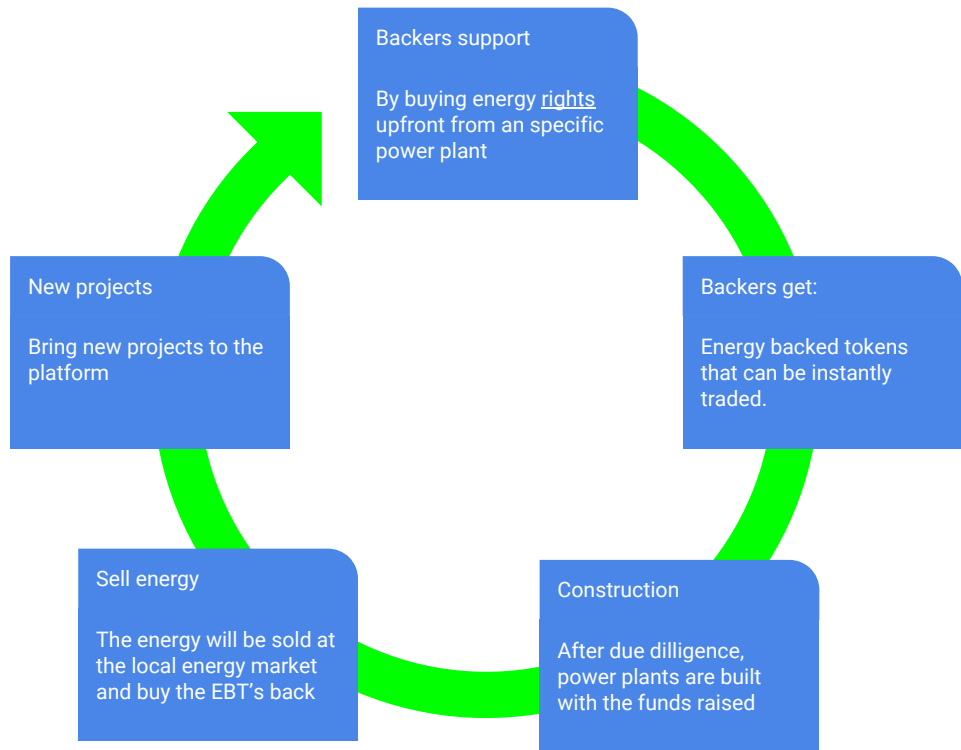 Backers support
By buying energy rights
upfront from an specific
power plant
Backers get:
Energy backed tokens
that can be instantly
traded.
Construction
After due dilligence,
power plants are built
with the funds raised
Sell energy
The energy will be sold at
the local energy market
and buy the EBT’s back
New projects
Bring new projects to the
platform